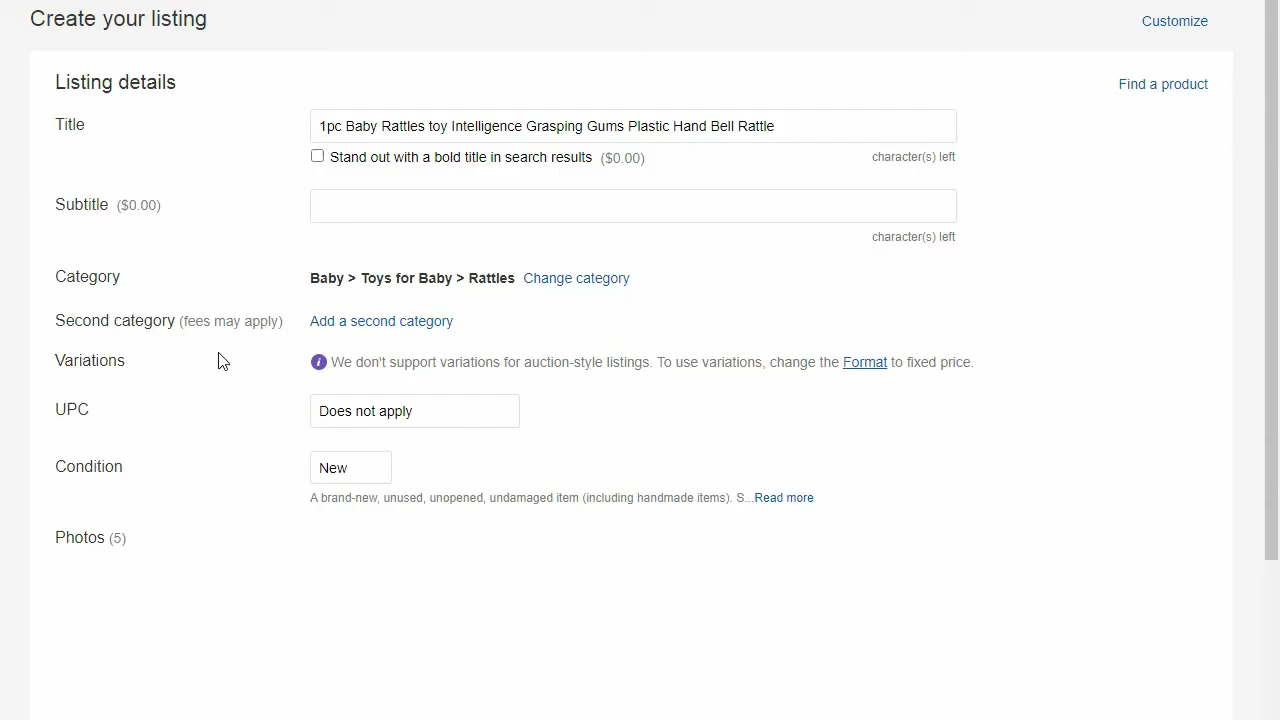 Create your listing
Customize
Listing details
Find a product
Title
1pc Baby Rattles toy Intelligence Grasping Gums Plastic Hand Bell Rattle
Stand out with a bold title in search results ($0.00)
character(s) left
Subtitle ($0.00)
character(s) left
Category
Baby > Toys for Baby > Rattles Change category
Second category (fees may apply)
Add a second category
Variations
i We don't support variations for auction-style listings. To use variations, change the Format to fixed price.
UPC
Does not apply
Condition
New
A brand-new, unused, unopened, undamaged item (including handmade items). S...Read more
Photos (5)